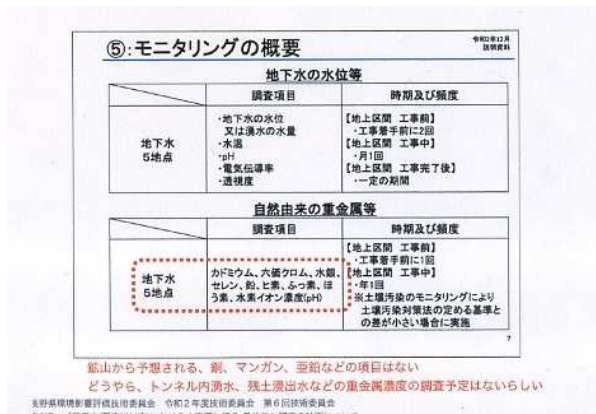 ⑤:モニタリングの概要
令和2年12月
説明資料
地下水の水位等
調査項目
時期及び頻度
地下水
5地点
・地下水の水位
又は湧水の水量
・水温
・pH
・電気伝導率
・透視度
【地上区間 工事前】
・工事着手前に2回
【地上区間 工事中】
・月1回
【地上区間 工事完了後】
・一定の期間
自然由来の重金属等
調査項目
時期及び頻度
地下水
5地点
カドミウム、六価クロム、水銀、
セレン、鉛、ヒ素、ふっ素、ほ
う素、水素イオン濃度(pH)
【地上区間 工事前】
・工事着手前に1回
【地上区間 工事中】
・年1回
※土壌汚染のモニタリングにより
土壌汚染対策法の定める基準と
の差が小さい場合に実施
7
鉱山から予想される、銅、マンガン、亜鉛などの項目はない
どうやら、トンネル内湧水、残土浸出水などの重金属濃度の調査予定はないらしい
長野県環境影響評価技術委員会 令和2年度技術委員会 第6回技術委員会